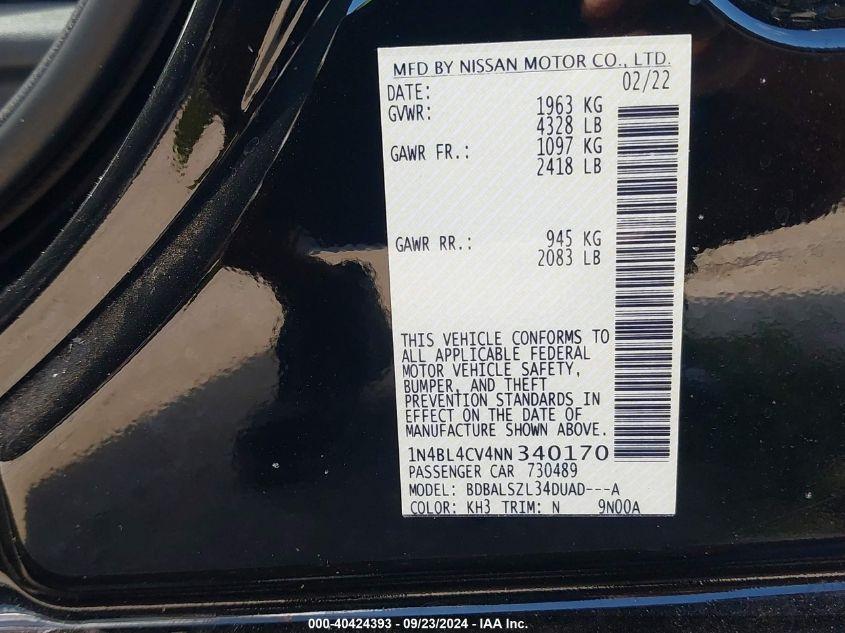 MFD BY NISSAN MOTOR CO., LTD.
DATE: 02/22
GVWR: 1963 KG
4328 LB
GAWR FR.: 1097 KG
2418 LB
GAWR RR.: 945 KG
2083 LB
THIS VEHICLE CONFORMS TO
ALL APPLICABLE FEDERAL
MOTOR VEHICLE SAFETY,
BUMPER, AND THEFT
PREVENTION STANDARDS IN
EFFECT ON THE DATE OF
MANUFACTURE SHOWN ABOVE.
1N4BL4CV4NN 340170
PASSENGER CAR 730489
MODEL: BDBALSZL34DUAD---A
COLOR: KH3 TRIM: N 9N00A
000-40424393 - 09/23/2024 - IAA Inc.